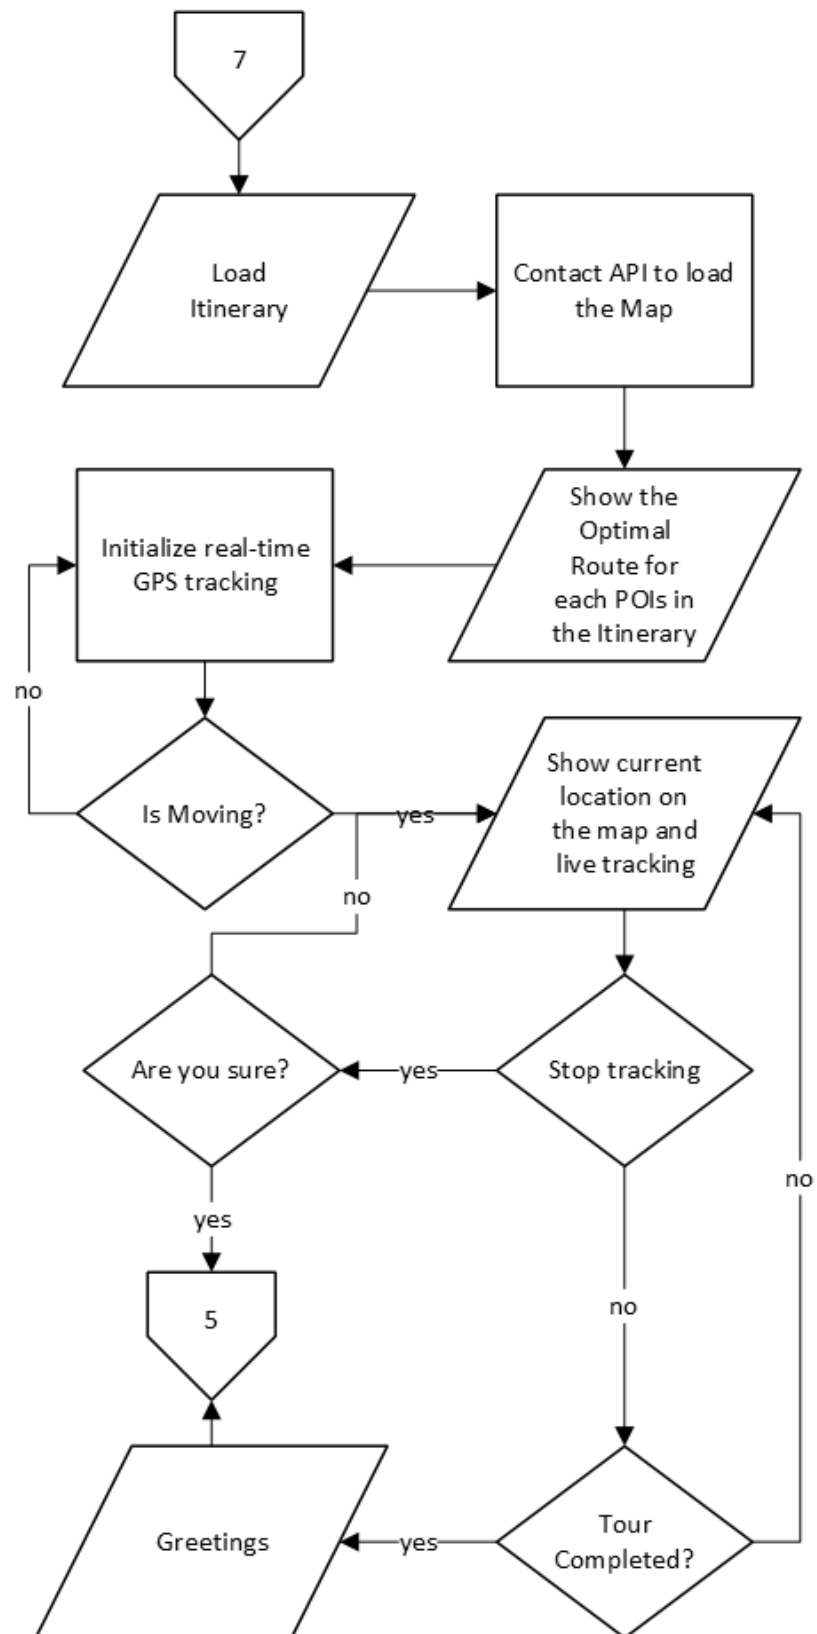 7
Load
Itinerary
Contact API to load
the Map
Show the
Optimal
Route for
each POIs in
the Itinerary
Initialize real-time
GPS tracking
no
Is Moving?
yes
Show current
location on
the map and
live tracking
no
Are you sure?
yes
Stop tracking
no
yes
5
no
Greetings
yes
Tour
Completed?